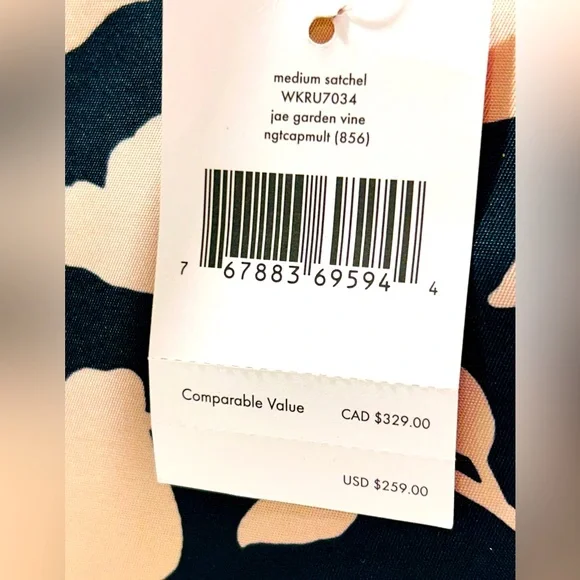 medium satchel
WKRU7034
jae garden vine
ngtcapmult (856)
7 67883 69594 4
Comparable Value CAD $329.00
USD $259.00